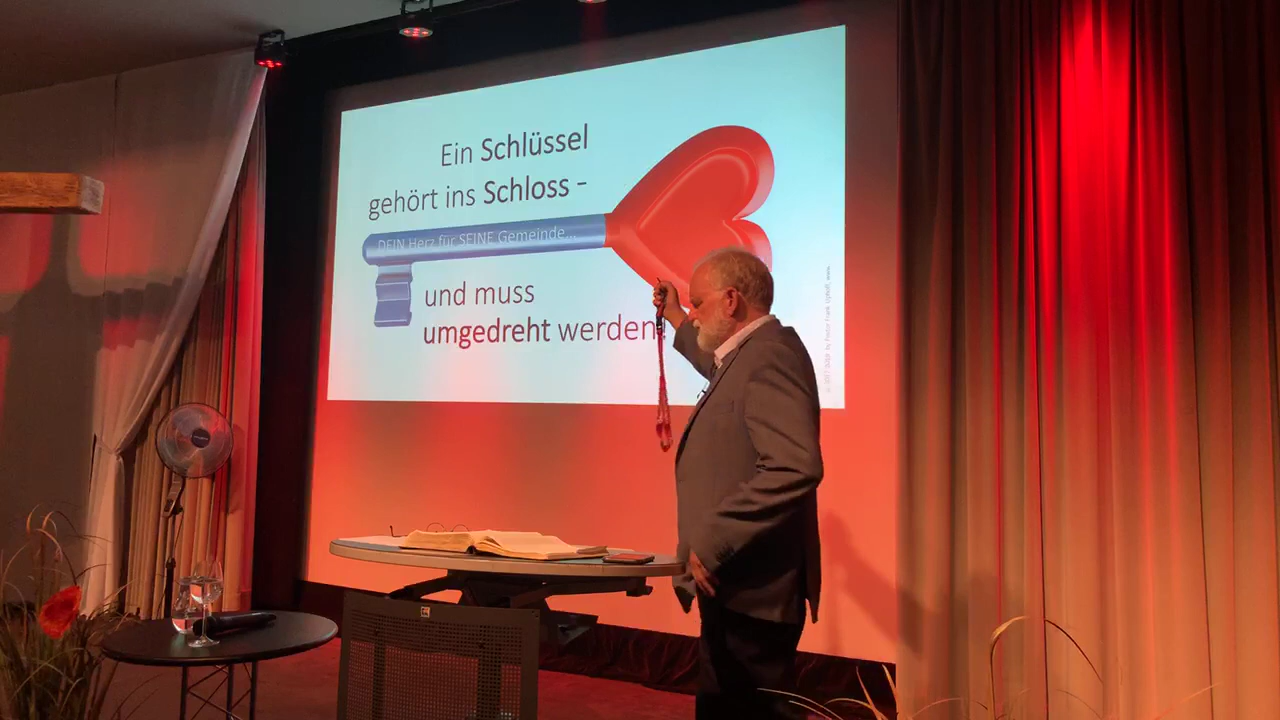 Ein Schlüssel
gehört ins Schloss -
DEIN Herz für SEINE Gemeinde...
und muss
umgedreht werden!